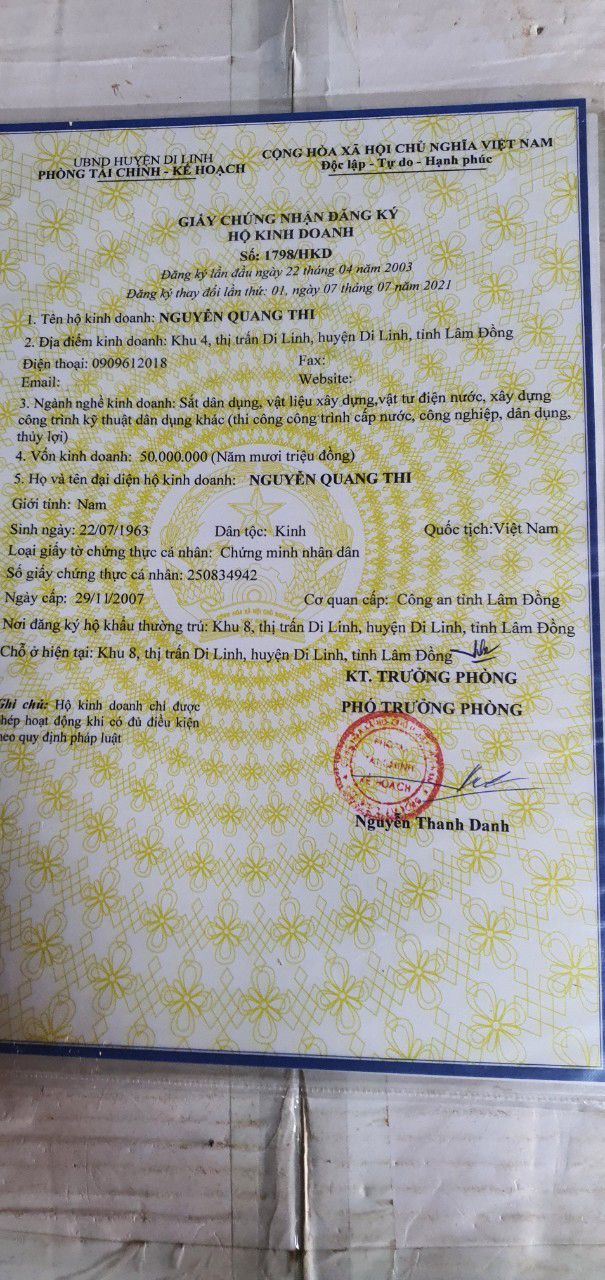 UBND HUYỆN DI LINH
PHÒNG TÀI CHÍNH - KẾ HOẠCH
CỘNG HÒA XÃ HỘI CHỦ NGHĨA VIỆT NAM
Độc lập - Tự do - Hạnh phúc
GIẤY CHỨNG NHẬN ĐĂNG KÝ
HỘ KINH DOANH
Số: 1798/HKD
Đăng ký lần đầu ngày 22 tháng 04 năm 2003
Đăng ký thay đổi lần thứ: 01, ngày 07 tháng 07 năm 2021
1. Tên hộ kinh doanh: NGUYỄN QUANG THI
2. Địa điểm kinh doanh: Khu 4, thị trấn Di Linh, huyện Di Linh, tỉnh Lâm Đồng
Điện thoại: 0909612018 Fax:
Email: Website:
3. Ngành nghề kinh doanh: Sắt dân dụng, vật liệu xây dựng,vật tư điện nước, xây dựng
công trình kỹ thuật dân dụng khác (thi công công trình cấp nước, công nghiệp, dân dụng,
thủy lợi)
4. Vốn kinh doanh: 50.000.000 (Năm mươi triệu đồng)
5. Họ và tên đại diện hộ kinh doanh: NGUYỄN QUANG THI
Giới tính: Nam
Sinh ngày: 22/07/1963 Dân tộc: Kinh Quốc tịch:Việt Nam
Loại giấy tờ chứng thực cá nhân: Chứng minh nhân dân
Số giấy chứng thực cá nhân: 250834942
Ngày cấp: 29/11/2007 Cơ quan cấp: Công an tỉnh Lâm Đồng
Nơi đăng ký hộ khẩu thường trú: Khu 8, thị trấn Di Linh, huyện Di Linh, tỉnh Lâm Đồng
Chỗ ở hiện tại: Khu 8, thị trấn Di Linh, huyện Di Linh, tỉnh Lâm Đồng
KT. TRƯỞNG PHÒNG
PHÓ TRƯỞNG PHÒNG
Ghi chú: Hộ kinh doanh chỉ được
phép hoạt động khi có đủ điều kiện
theo quy định pháp luật
PHÒNG
TÀI CHÍNH
KẾ HOẠCH
Nguyễn Thanh Danh